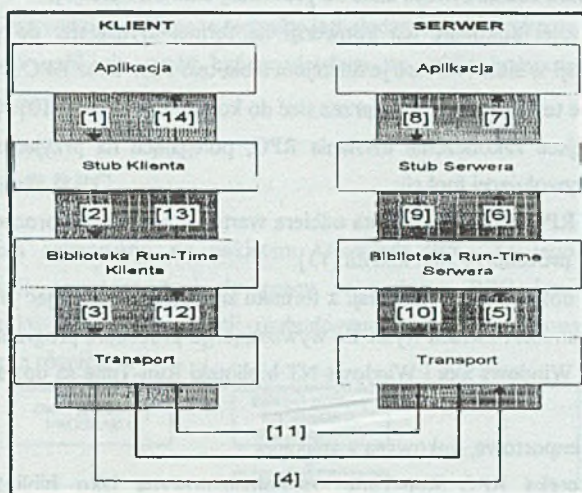 KLIENT
SERWER
Aplikacja
Aplikacja
[1] [14]
[8] [7]
Stub Klienta
Stub Serwera
[2] [13]
[9] [6]
Biblioteka Run-Time
Klienta
Biblioteka Run-Time
Serwera
[3] [12]
[10] [5]
Transport
Transport
[11]
[4]